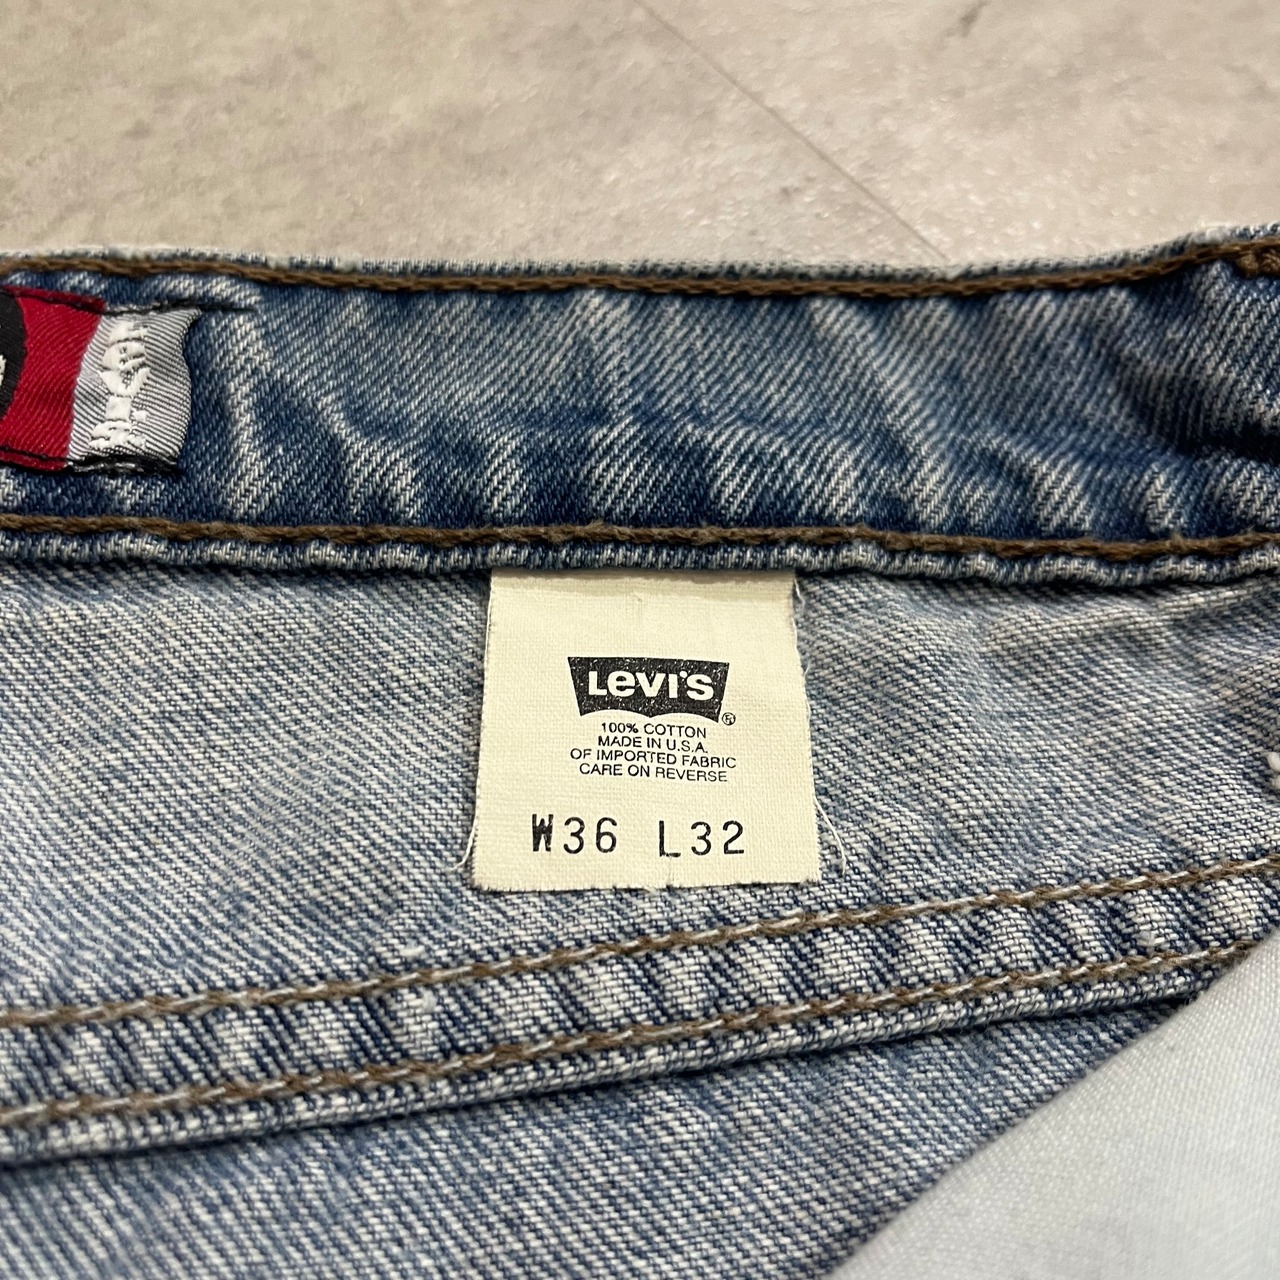 Levi's
®
100% COTTON
MADE IN U.S.A.
OF IMPORTED FABRIC
CARE ON REVERSE
W36 L32